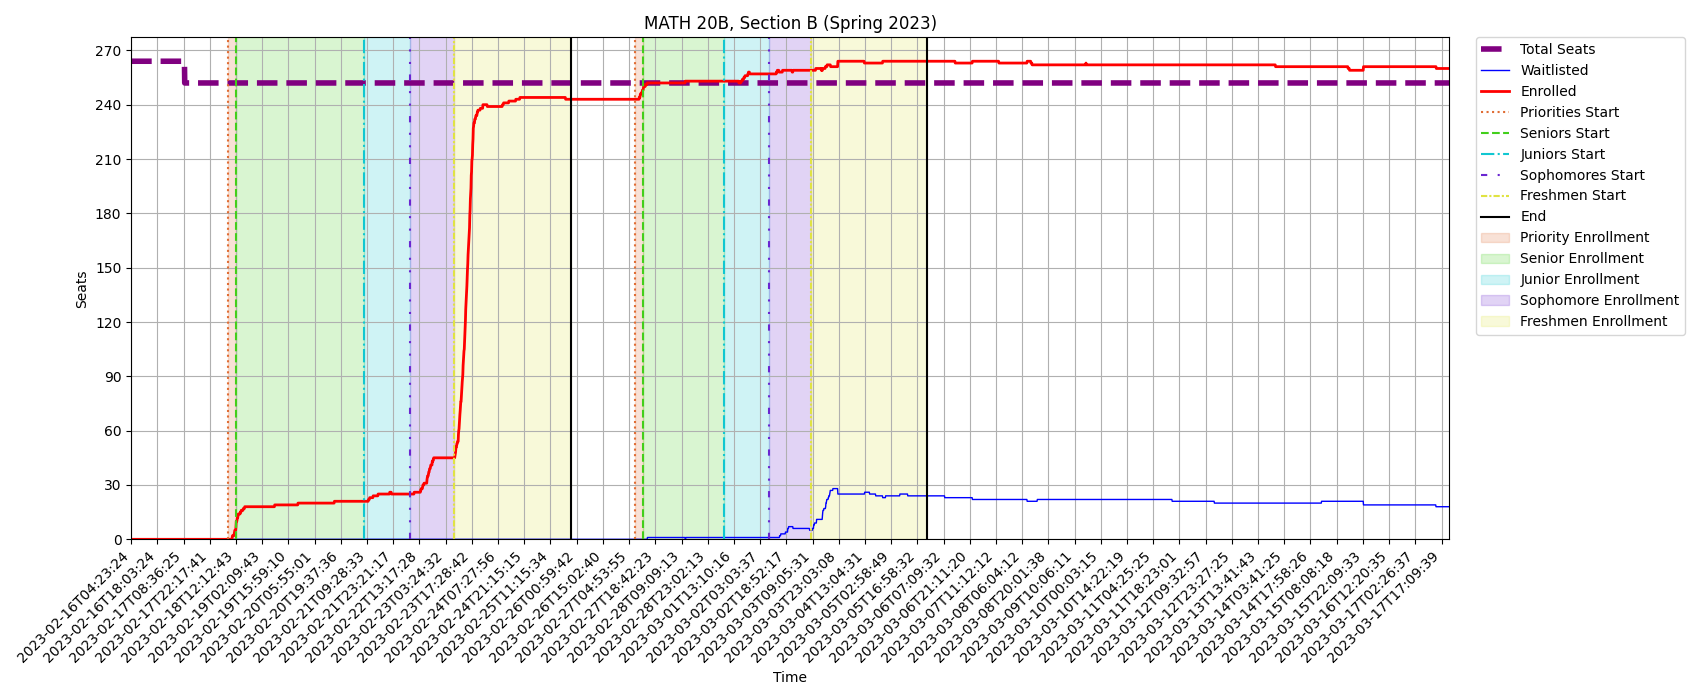 MATH 20B, Section B (Spring 2023)
Seats
270
240
210
180
150
120
90
60
30
0
2023-02-16T04:23:24
2023-02-16T18:03:24
2023-02-17T08:36:25
2023-02-17T22:17:41
2023-02-18T12:12:43
2023-02-19T02:09:43
2023-02-19T15:59:10
2023-02-20T05:55:01
2023-02-20T19:37:36
2023-02-21T09:28:33
2023-02-21T23:21:17
2023-02-22T13:17:28
2023-02-23T03:24:32
2023-02-23T17:28:42
2023-02-24T07:27:56
2023-02-24T21:15:15
2023-02-25T11:15:34
2023-02-26T00:59:42
2023-02-26T15:02:40
2023-02-27T04:53:55
2023-02-27T18:42:23
2023-02-28T09:09:13
2023-02-28T23:02:13
2023-03-01T13:10:16
2023-03-02T03:03:37
2023-03-02T18:52:17
2023-03-03T09:05:31
2023-03-03T23:03:08
2023-03-04T13:04:31
2023-03-05T02:58:49
2023-03-05T16:58:32
2023-03-06T07:09:32
2023-03-06T21:11:20
2023-03-07T11:12:12
2023-03-08T06:04:12
2023-03-08T20:01:38
2023-03-09T10:06:11
2023-03-10T00:03:15
2023-03-10T14:22:19
2023-03-11T04:25:25
2023-03-11T18:23:01
2023-03-12T09:32:57
2023-03-12T23:27:25
2023-03-13T13:41:43
2023-03-14T03:41:25
2023-03-14T17:58:26
2023-03-15T08:08:18
2023-03-15T22:09:33
2023-03-16T12:20:35
2023-03-17T02:26:37
2023-03-17T17:09:39
Time
Total Seats
Waitlisted
Enrolled
Priorities Start
Seniors Start
Juniors Start
Sophomores Start
Freshmen Start
End
Priority Enrollment
Senior Enrollment
Junior Enrollment
Sophomore Enrollment
Freshmen Enrollment